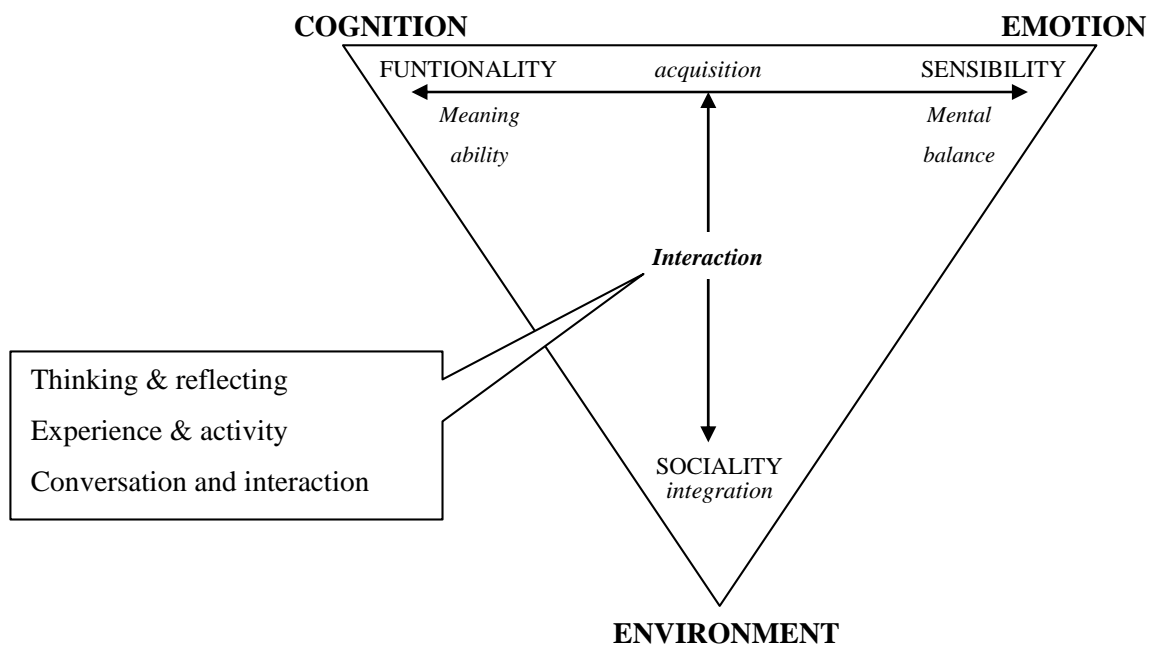 COGNITION EMOTION
FUNTIONALITY acquisition SENSIBILITY
Meaning Mental
ability balance
Interaction
Thinking & reflecting
Experience & activity
Conversation and interaction
SOCIALITY
integration
ENVIRONMENT